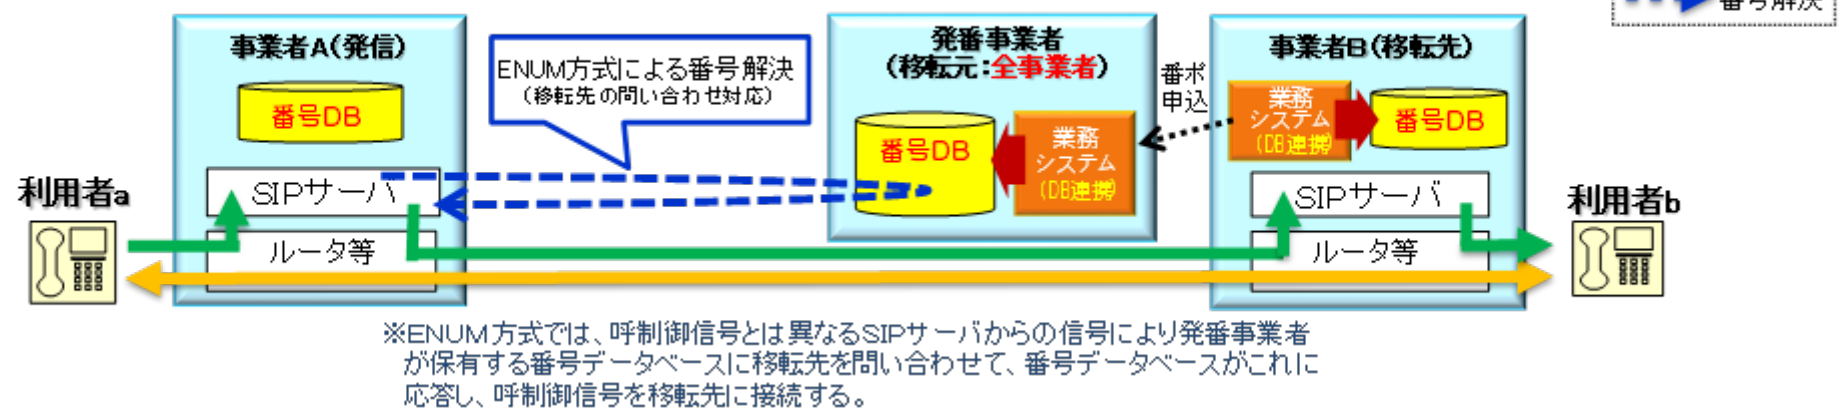 番号解決
事業者A(発信)
番号DB
SIPサーバ
ルータ等
利用者a
ENUM方式による番号解決
(移転先の問い合わせ対応)
発番事業者
(移転元:全事業者)
番号DB
業務
システム
(DB連携)
番ポ
申込
事業者B(移転先)
業務
システム
(DB連携)
番号DB
SIPサーバ
ルータ等
利用者b
※ENUM方式では、呼制御信号とは異なるSIPサーバからの信号により発番事業者
が保有する番号データベースに移転先を問い合わせて、番号データベースがこれに
応答し、呼制御信号を移転先に接続する。